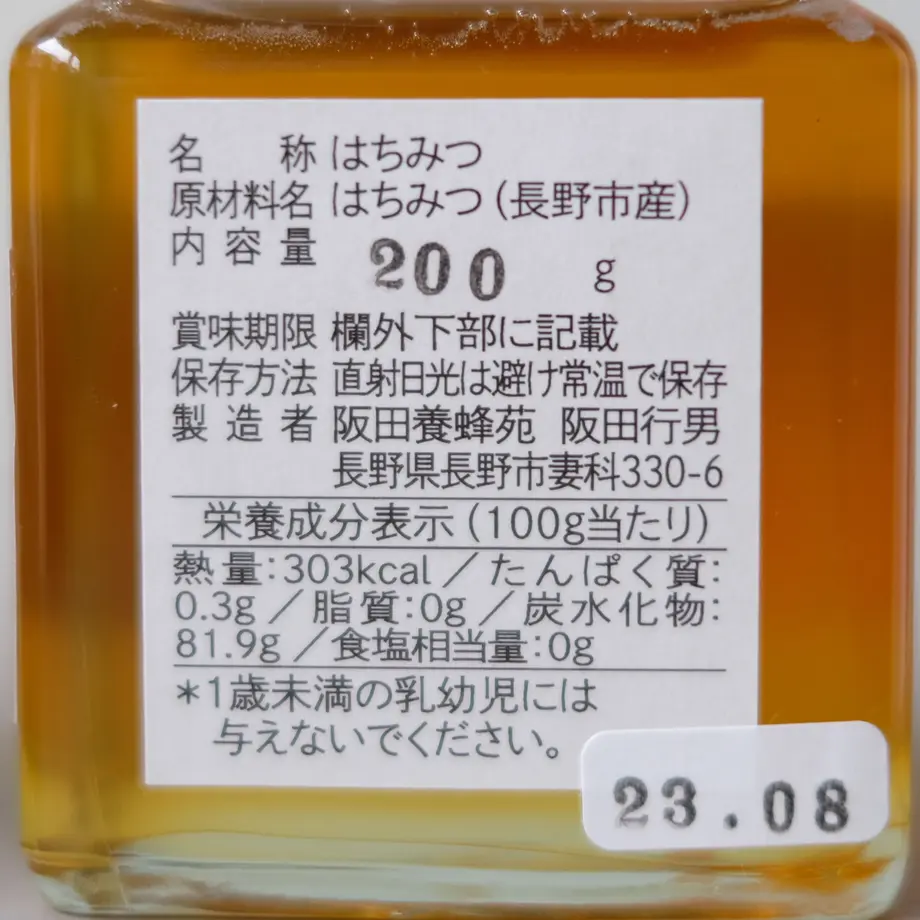 名称 はちみつ
原材料名 はちみつ(長野市産)
内容量 200 g
賞味期限 欄外下部に記載
保存方法 直射日光は避け常温で保存
製造者 阪田養蜂苑 阪田行男
長野県長野市妻科330-6
栄養成分表示(100g当たり)
熱量:303kcal/たんぱく質:
0.3g/脂質:0g/炭水化物:
81.9g/食塩相当量:0g
*1歳未満の乳幼児には
与えないでください。
23.08